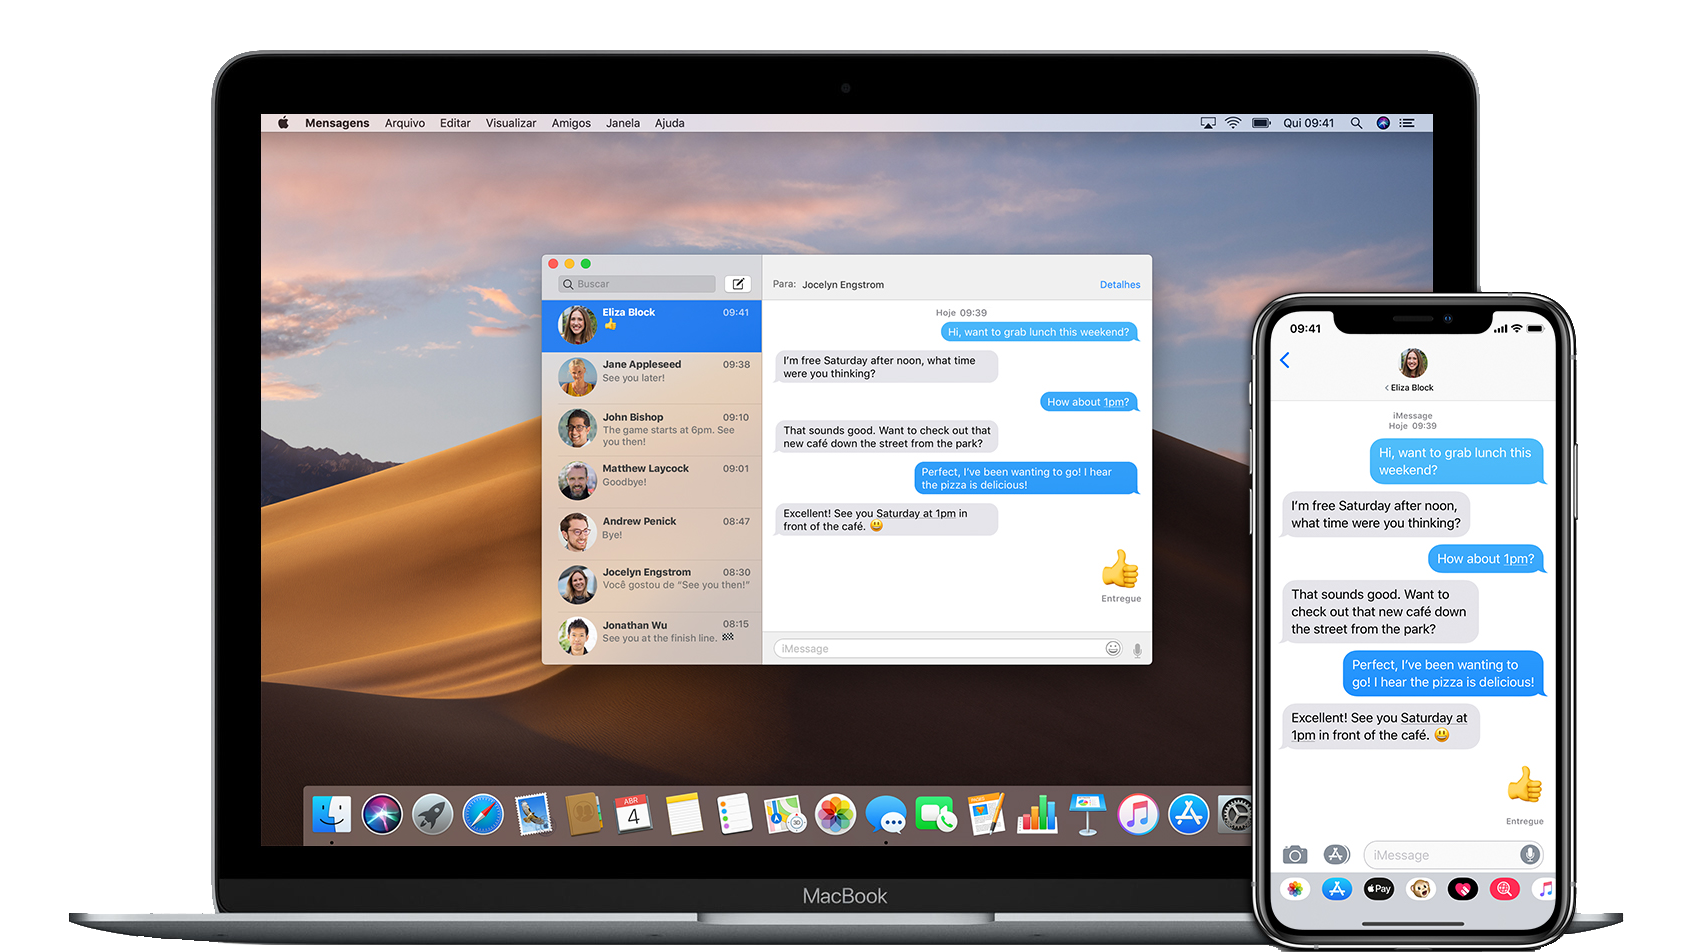 Mensagens Arquivo Editar Visualizar Amigos Janela Ajuda Qui 09:41
Buscar
Eliza Block 09:41
Jane Appleseed 09:38
See you later!
John Bishop 09:10
The game starts at 6pm. See
you then!
Matthew Laycock 09:01
Goodbye!
Andrew Penick 08:47
Bye!
Jocelyn Engstrom 08:30
Você gostou de “See you then!”
Jonathan Wu 08:15
See you at the finish line.
Para: Jocelyn Engstrom Detalhes
Hoje 09:39
Hi, want to grab lunch this weekend?
I’m free Saturday after noon, what time
were you thinking?
How about 1pm?
That sounds good. Want to check out that
new café down the street from the park?
Perfect, I’ve been wanting to go! I hear
the pizza is delicious!
Excellent! See you Saturday at 1pm in
front of the café. 😃
👍
Entregue
iMessage
ABR
4
MacBook
09:41
Eliza Block
iMessage
Hoje 09:39
Hi, want to grab lunch this
weekend?
I’m free Saturday after noon,
what time were you thinking?
How about 1pm?
That sounds good. Want to
check out that new café down
the street from the park?
Perfect, I’ve been wanting to
go! I hear the pizza is delicious!
Excellent! See you Saturday at
1pm in front of the café. 😃
👍
Entregue
iMessage
Pay